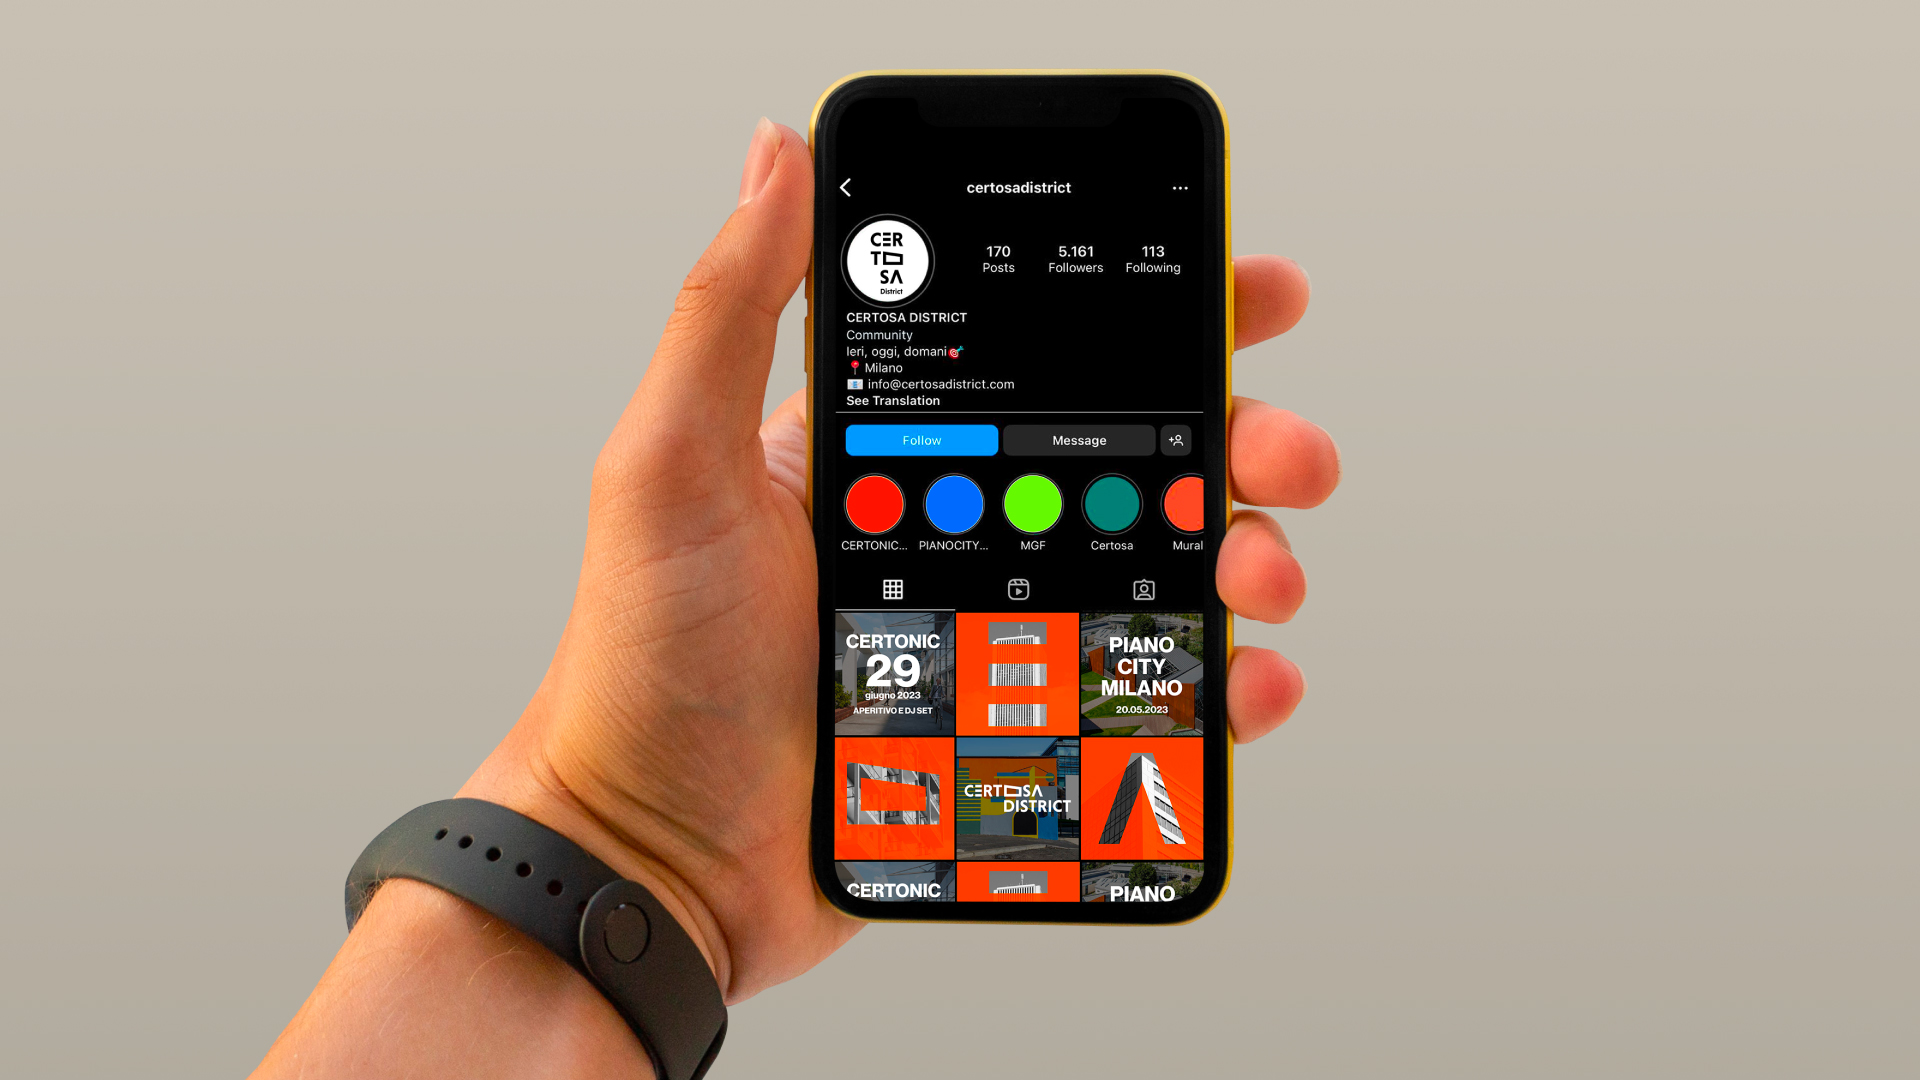 certosadistrict
CER
T SA
District
170
Posts
5.161
Followers
113
Following
CERTOSA DISTRICT
Community
Ieri, oggi, domani🎯
📍 Milano
📧 info@certosadistrict.com
See Translation
Follow
Message
CERTONIC...
PIANOCITY...
MGF
Certosa
Mural
CERTONIC
29
giugno 2023
APERITIVO E DJ SET
PIANO
CITY
MILANO
20.05.2023
CERTOSA
DISTRICT
CERTONIC
PIANO